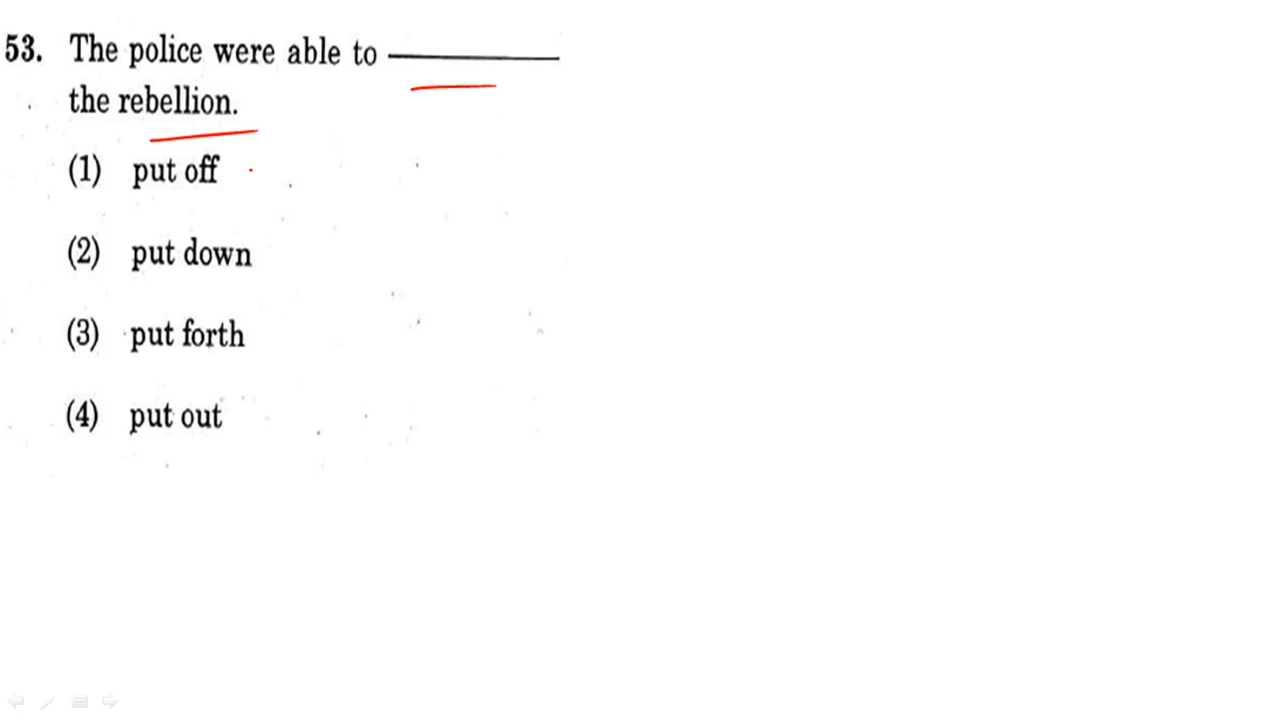 53. The police were able to __________
the rebellion.
(1) put off
(2) put down
(3) put forth
(4) put out